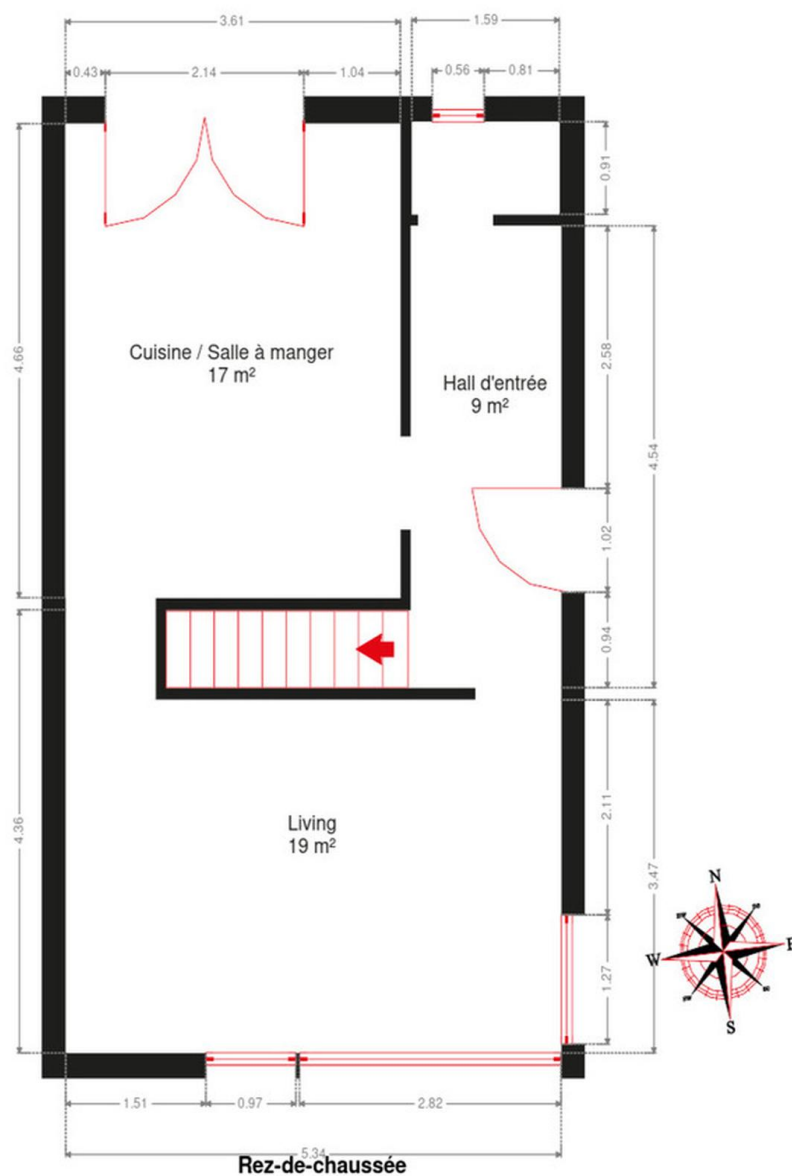 3.61
1.59
0.43
2.14
1.04
0.56
0.81
0.91
4.66
Cuisine / Salle à manger
17 m²
Hall d'entrée
9 m²
2.58
4.54
1.02
0.94
4.36
Living
19 m²
2.11
3.47
1.27
N
W
E
S
1.51
0.97
2.82
5.34
Rez-de-chaussée